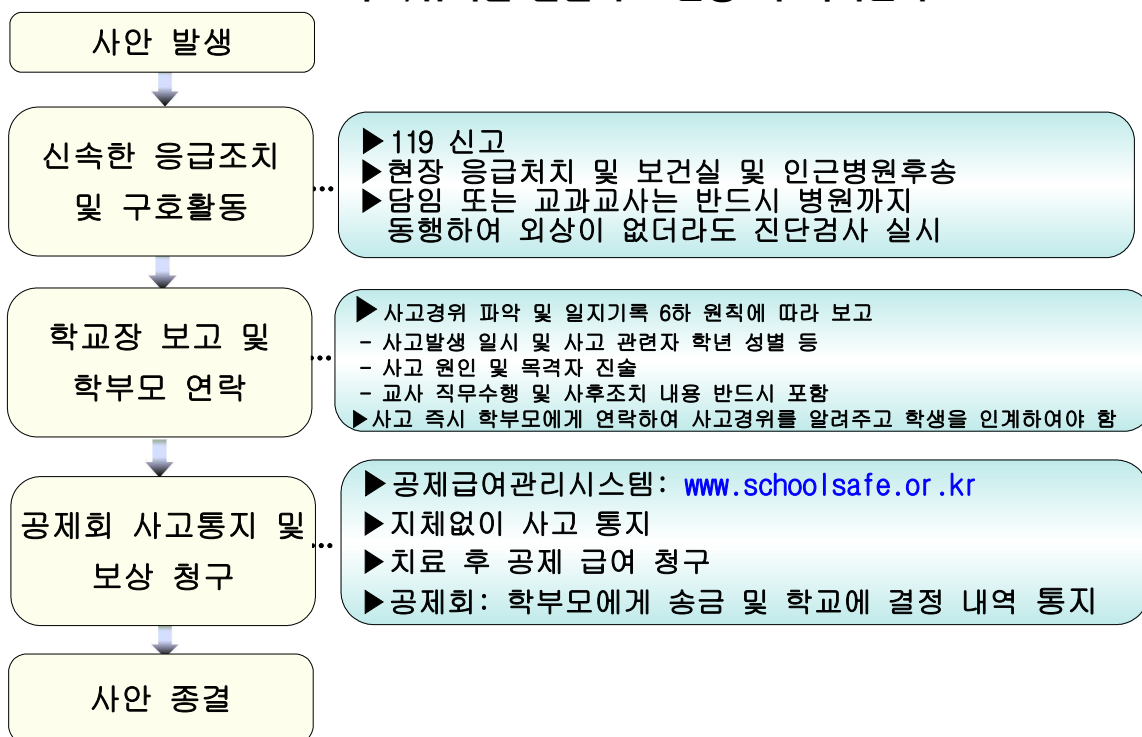 사안 발생
신속한 응급조치
및 구호활동
▶119 신고
▶현장 응급처치 및 보건실 및 인근병원후송
▶담임 또는 교과교사는 반드시 병원까지
동행하여 외상이 없더라도 진단검사 실시
학교장 보고 및
학부모 연락
▶사고경위 파악 및 일지기록 6하 원칙에 따라 보고
- 사고발생 일시 및 사고 관련자 학년 성별 등
- 사고 원인 및 목격자 진술
- 교사 직무수행 및 사후조치 내용 반드시 포함
▶사고 즉시 학부모에게 연락하여 사고경위를 알려주고 학생을 인계하여야 함
공제회 사고통지 및
보상 청구
▶공제급여관리시스템: www.schoolsafe.or.kr
▶지체없이 사고 통지
▶치료 후 공제 급여 청구
▶공제회: 학부모에게 송금 및 학교에 결정 내역 통지
사안 종결